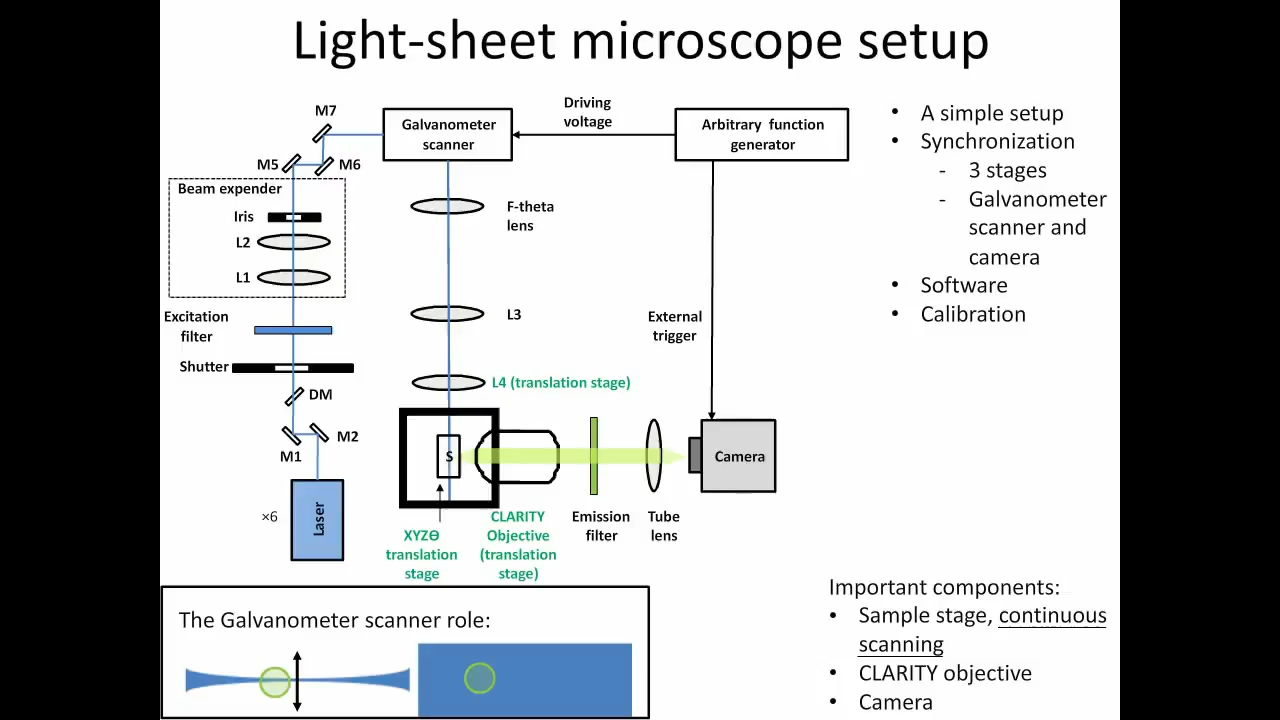 Light-sheet microscope setup
M7
M5
M6
Beam expender
Iris
L2
L1
Excitation
filter
Shutter
DM
M2
M1
×6
Laser
Galvanometer
scanner
Driving
voltage
Arbitrary function
generator
F-theta
lens
L3
External
trigger
L4 (translation stage)
S
Camera
XYZΘ
translation
stage
CLARITY
Objective
(translation
stage)
Emission
filter
Tube
lens
• A simple setup
• Synchronization
- 3 stages
- Galvanometer
scanner and
camera
• Software
• Calibration
The Galvanometer scanner role:
Important components:
• Sample stage, continuous
scanning
• CLARITY objective
• Camera